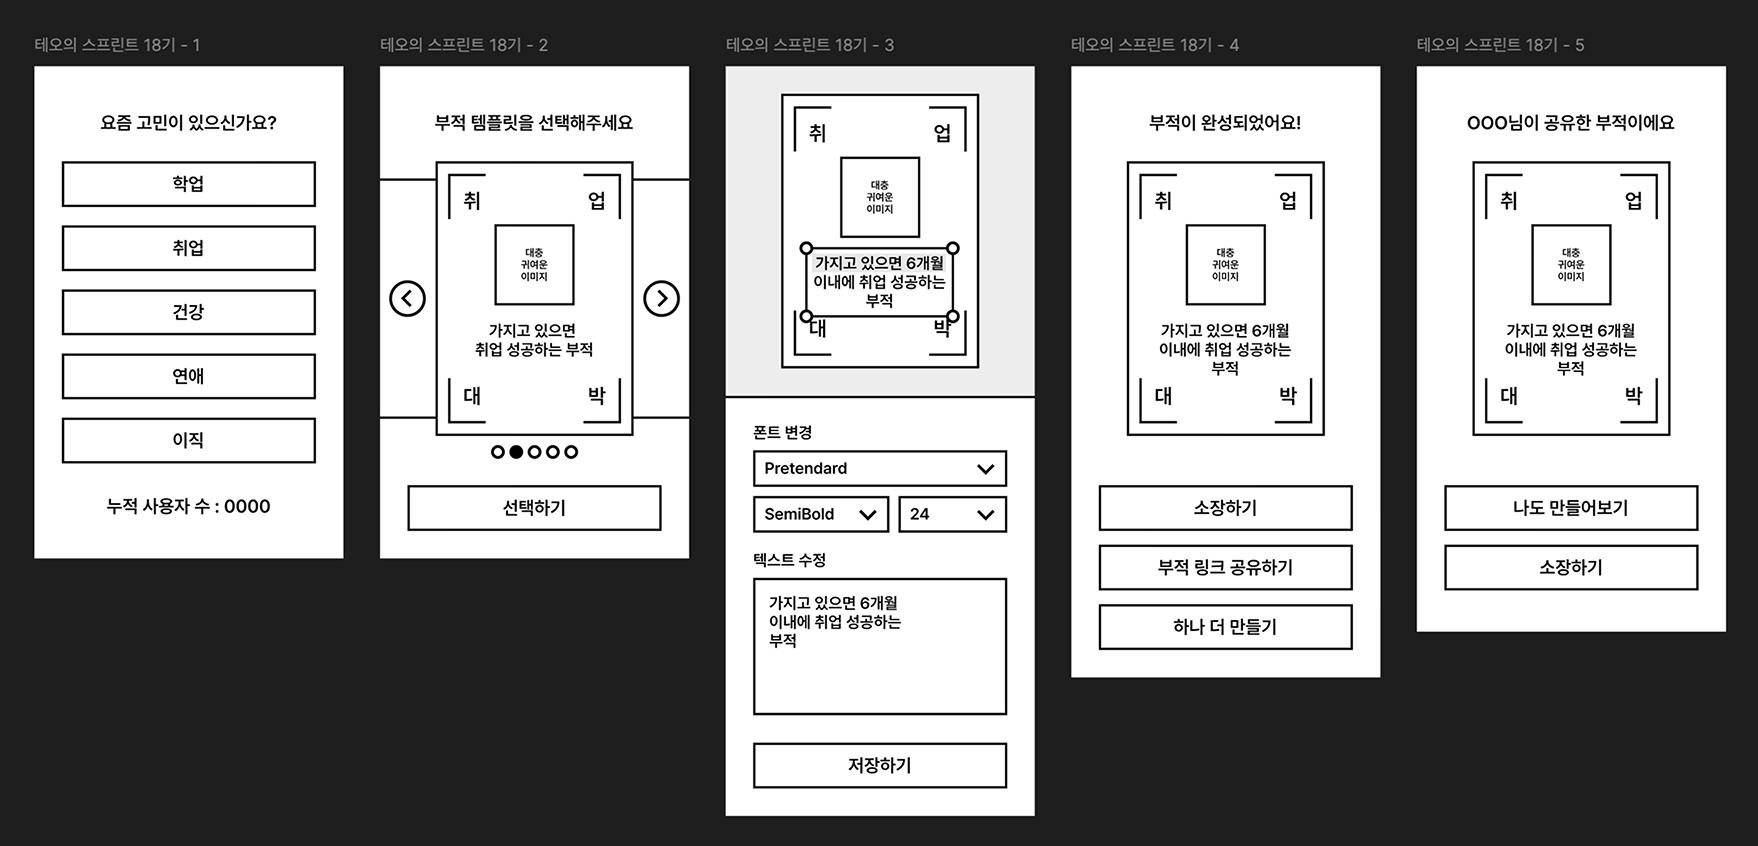 테오의 스프린트 18기 - 1
요즘 고민이 있으신가요?
학업
취업
건강
연애
이직
누적 사용자 수 : 0000
테오의 스프린트 18기 - 2
부적 템플릿을 선택해주세요
취 업
대충
귀여운
이미지
가지고 있으면
취업 성공하는 부적
대 박
선택하기
테오의 스프린트 18기 - 3
취 업
대충
귀여운
이미지
가지고 있으면 6개월
이내에 취업 성공하는
부적
대 박
폰트 변경
Pretendard
SemiBold 24
텍스트 수정
가지고 있으면 6개월
이내에 취업 성공하는
부적
저장하기
테오의 스프린트 18기 - 4
부적이 완성되었어요!
취 업
대충
귀여운
이미지
가지고 있으면 6개월
이내에 취업 성공하는
부적
대 박
소장하기
부적 링크 공유하기
하나 더 만들기
테오의 스프린트 18기 - 5
OOO님이 공유한 부적이에요
취 업
대충
귀여운
이미지
가지고 있으면 6개월
이내에 취업 성공하는
부적
대 박
나도 만들어보기
소장하기